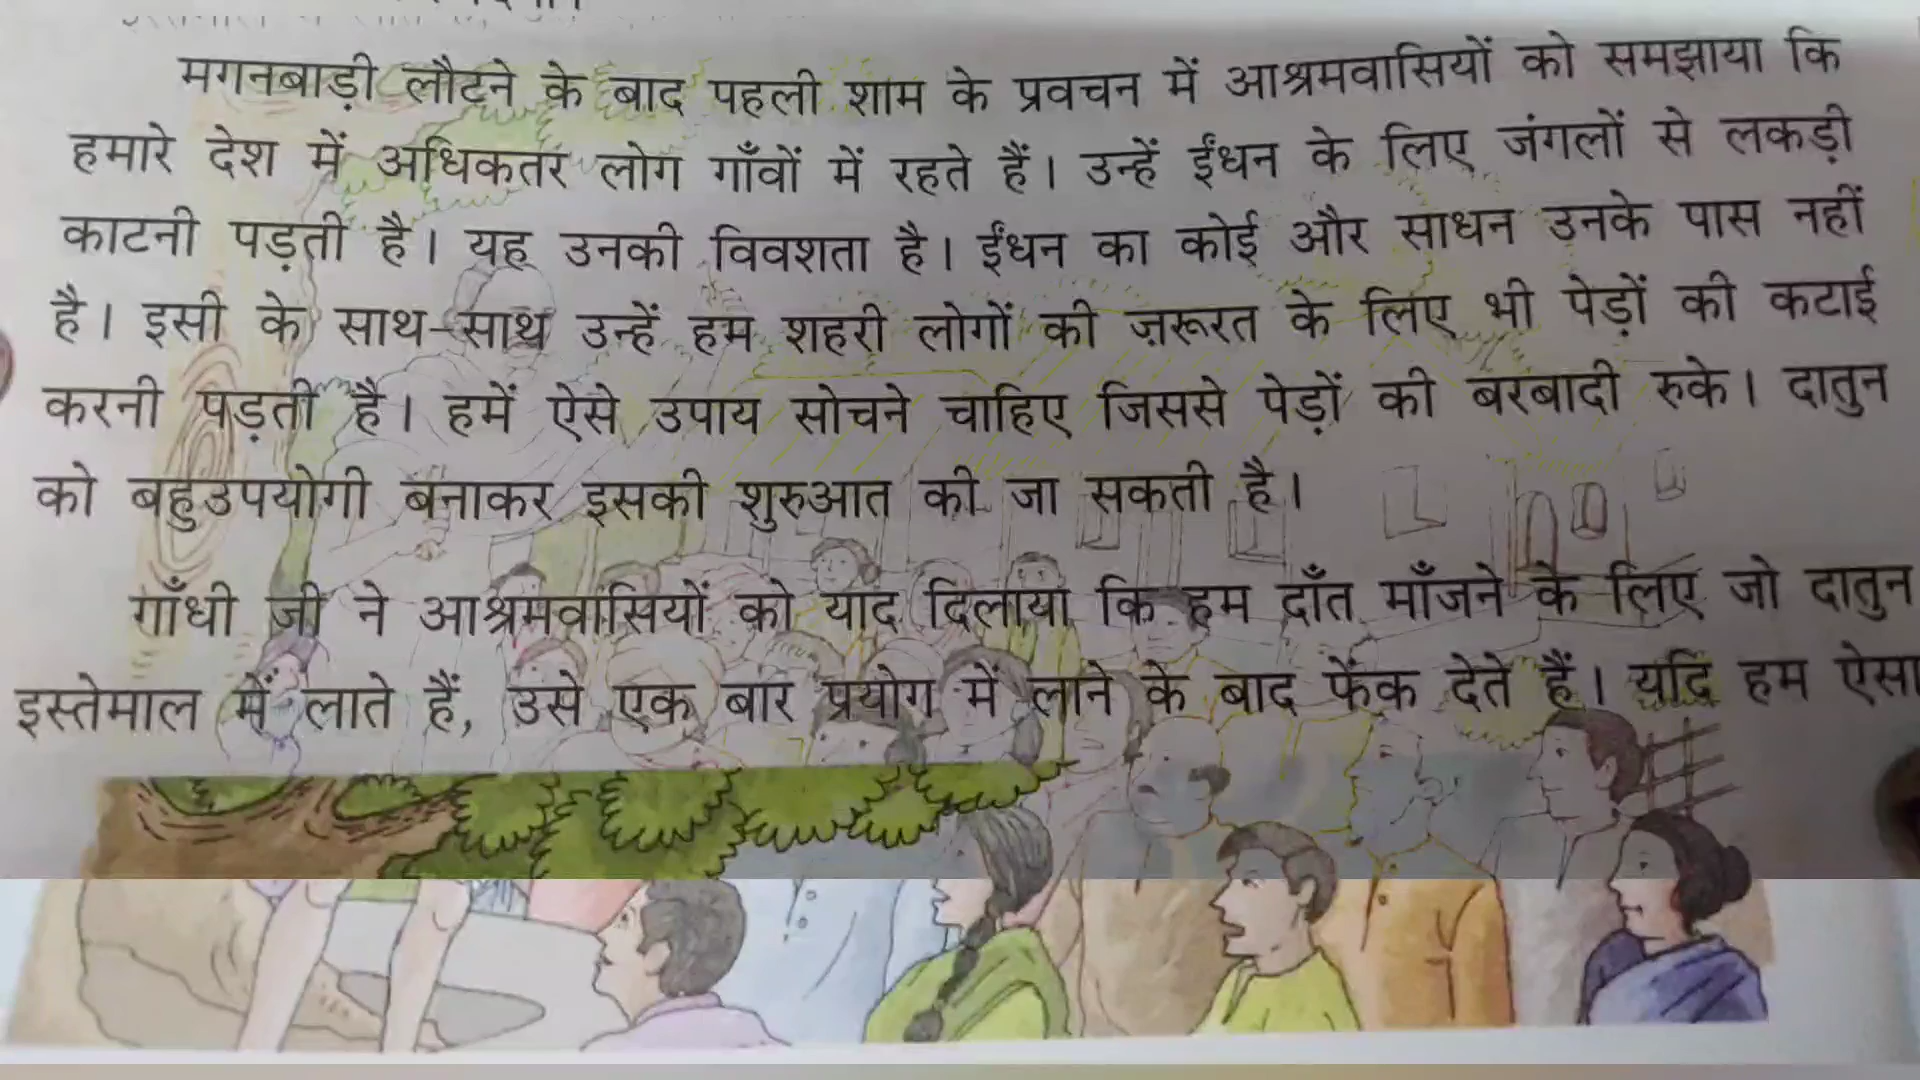 मगनबाड़ी लौटने के बाद पहली शाम के प्रवचन में आश्रमवासियों को समझाया कि
हमारे देश में अधिकतर लोग गाँवों में रहते हैं। उन्हें ईंधन के लिए जंगलों से लकड़ी
काटनी पड़ती है। यह उनकी विवशता है। ईंधन का कोई और साधन उनके पास नहीं
है। इसी के साथ-साथ उन्हें हम शहरी लोगों की ज़रूरत के लिए भी पेड़ों की कटाई
करनी पड़ती है। हमें ऐसे उपाय सोचने चाहिए जिससे पेड़ों की बरबादी रुके। दातुन
को बहुउपयोगी बनाकर इसकी शुरुआत की जा सकती है।
गाँधी जी ने आश्रमवासियों को याद दिलाया कि हम दाँत माँजने के लिए जो दातुन
इस्तेमाल में लाते हैं, उसे एक बार प्रयोग में लाने के बाद फेंक देते हैं। यदि हम ऐसा